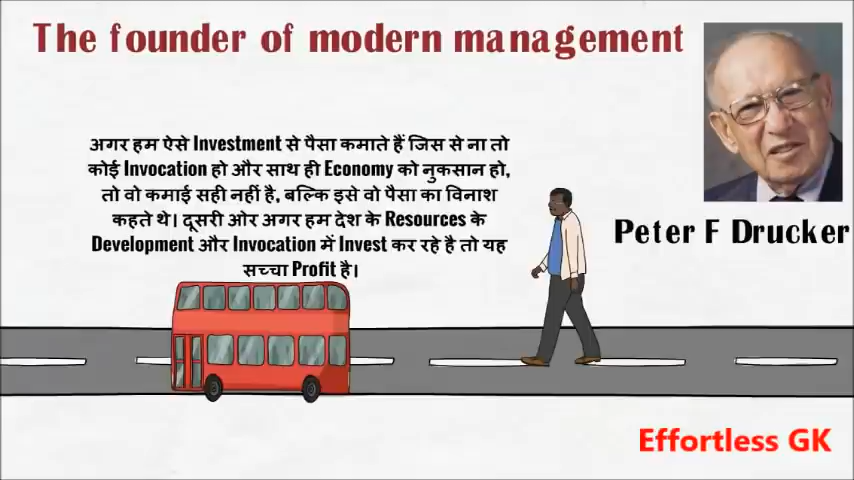 The founder of modern management
अगर हम ऐसे Investment से पैसा कमाते हैं जिस से ना तो
कोई Invocation हो और साथ ही Economy को नुकसान हो,
तो वो कमाई सही नहीं है, बल्कि इसे वो पैसा का विनाश
कहते थे। दूसरी ओर अगर हम देश के Resources के
Development और Invocation में Invest कर रहे है तो यह
सच्चा Profit है।
Peter F Drucker
Effortless GK